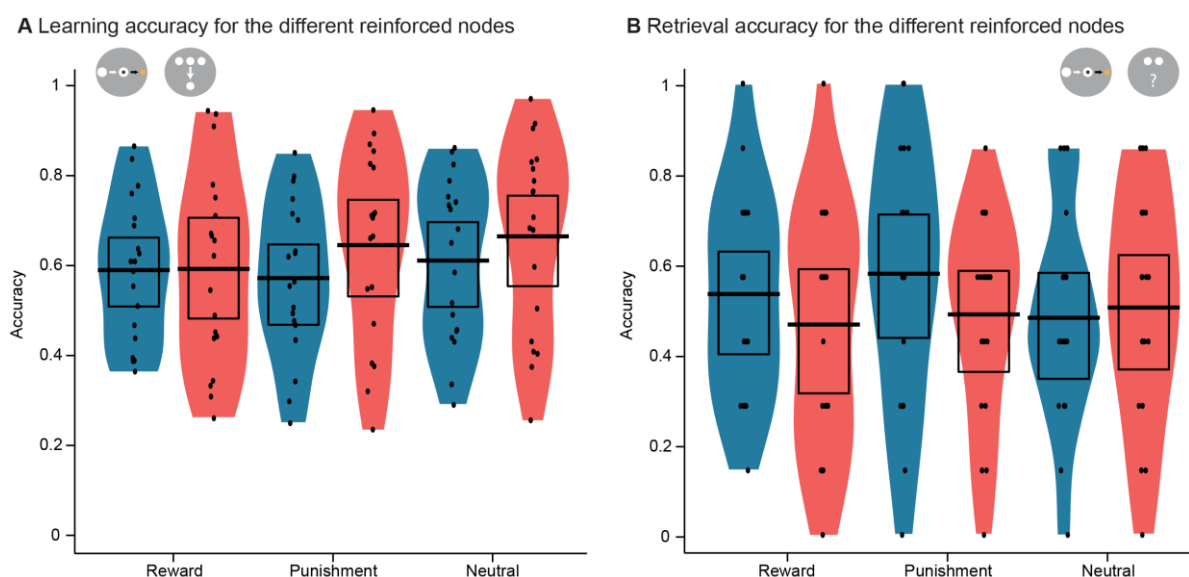 A Learning accuracy for the different reinforced nodes
Accuracy
1
0.8
0.6
0.4
0.2
0
Reward Punishment Neutral
B Retrieval accuracy for the different reinforced nodes
?
Accuracy
1
0.8
0.6
0.4
0.2
0
Reward Punishment Neutral